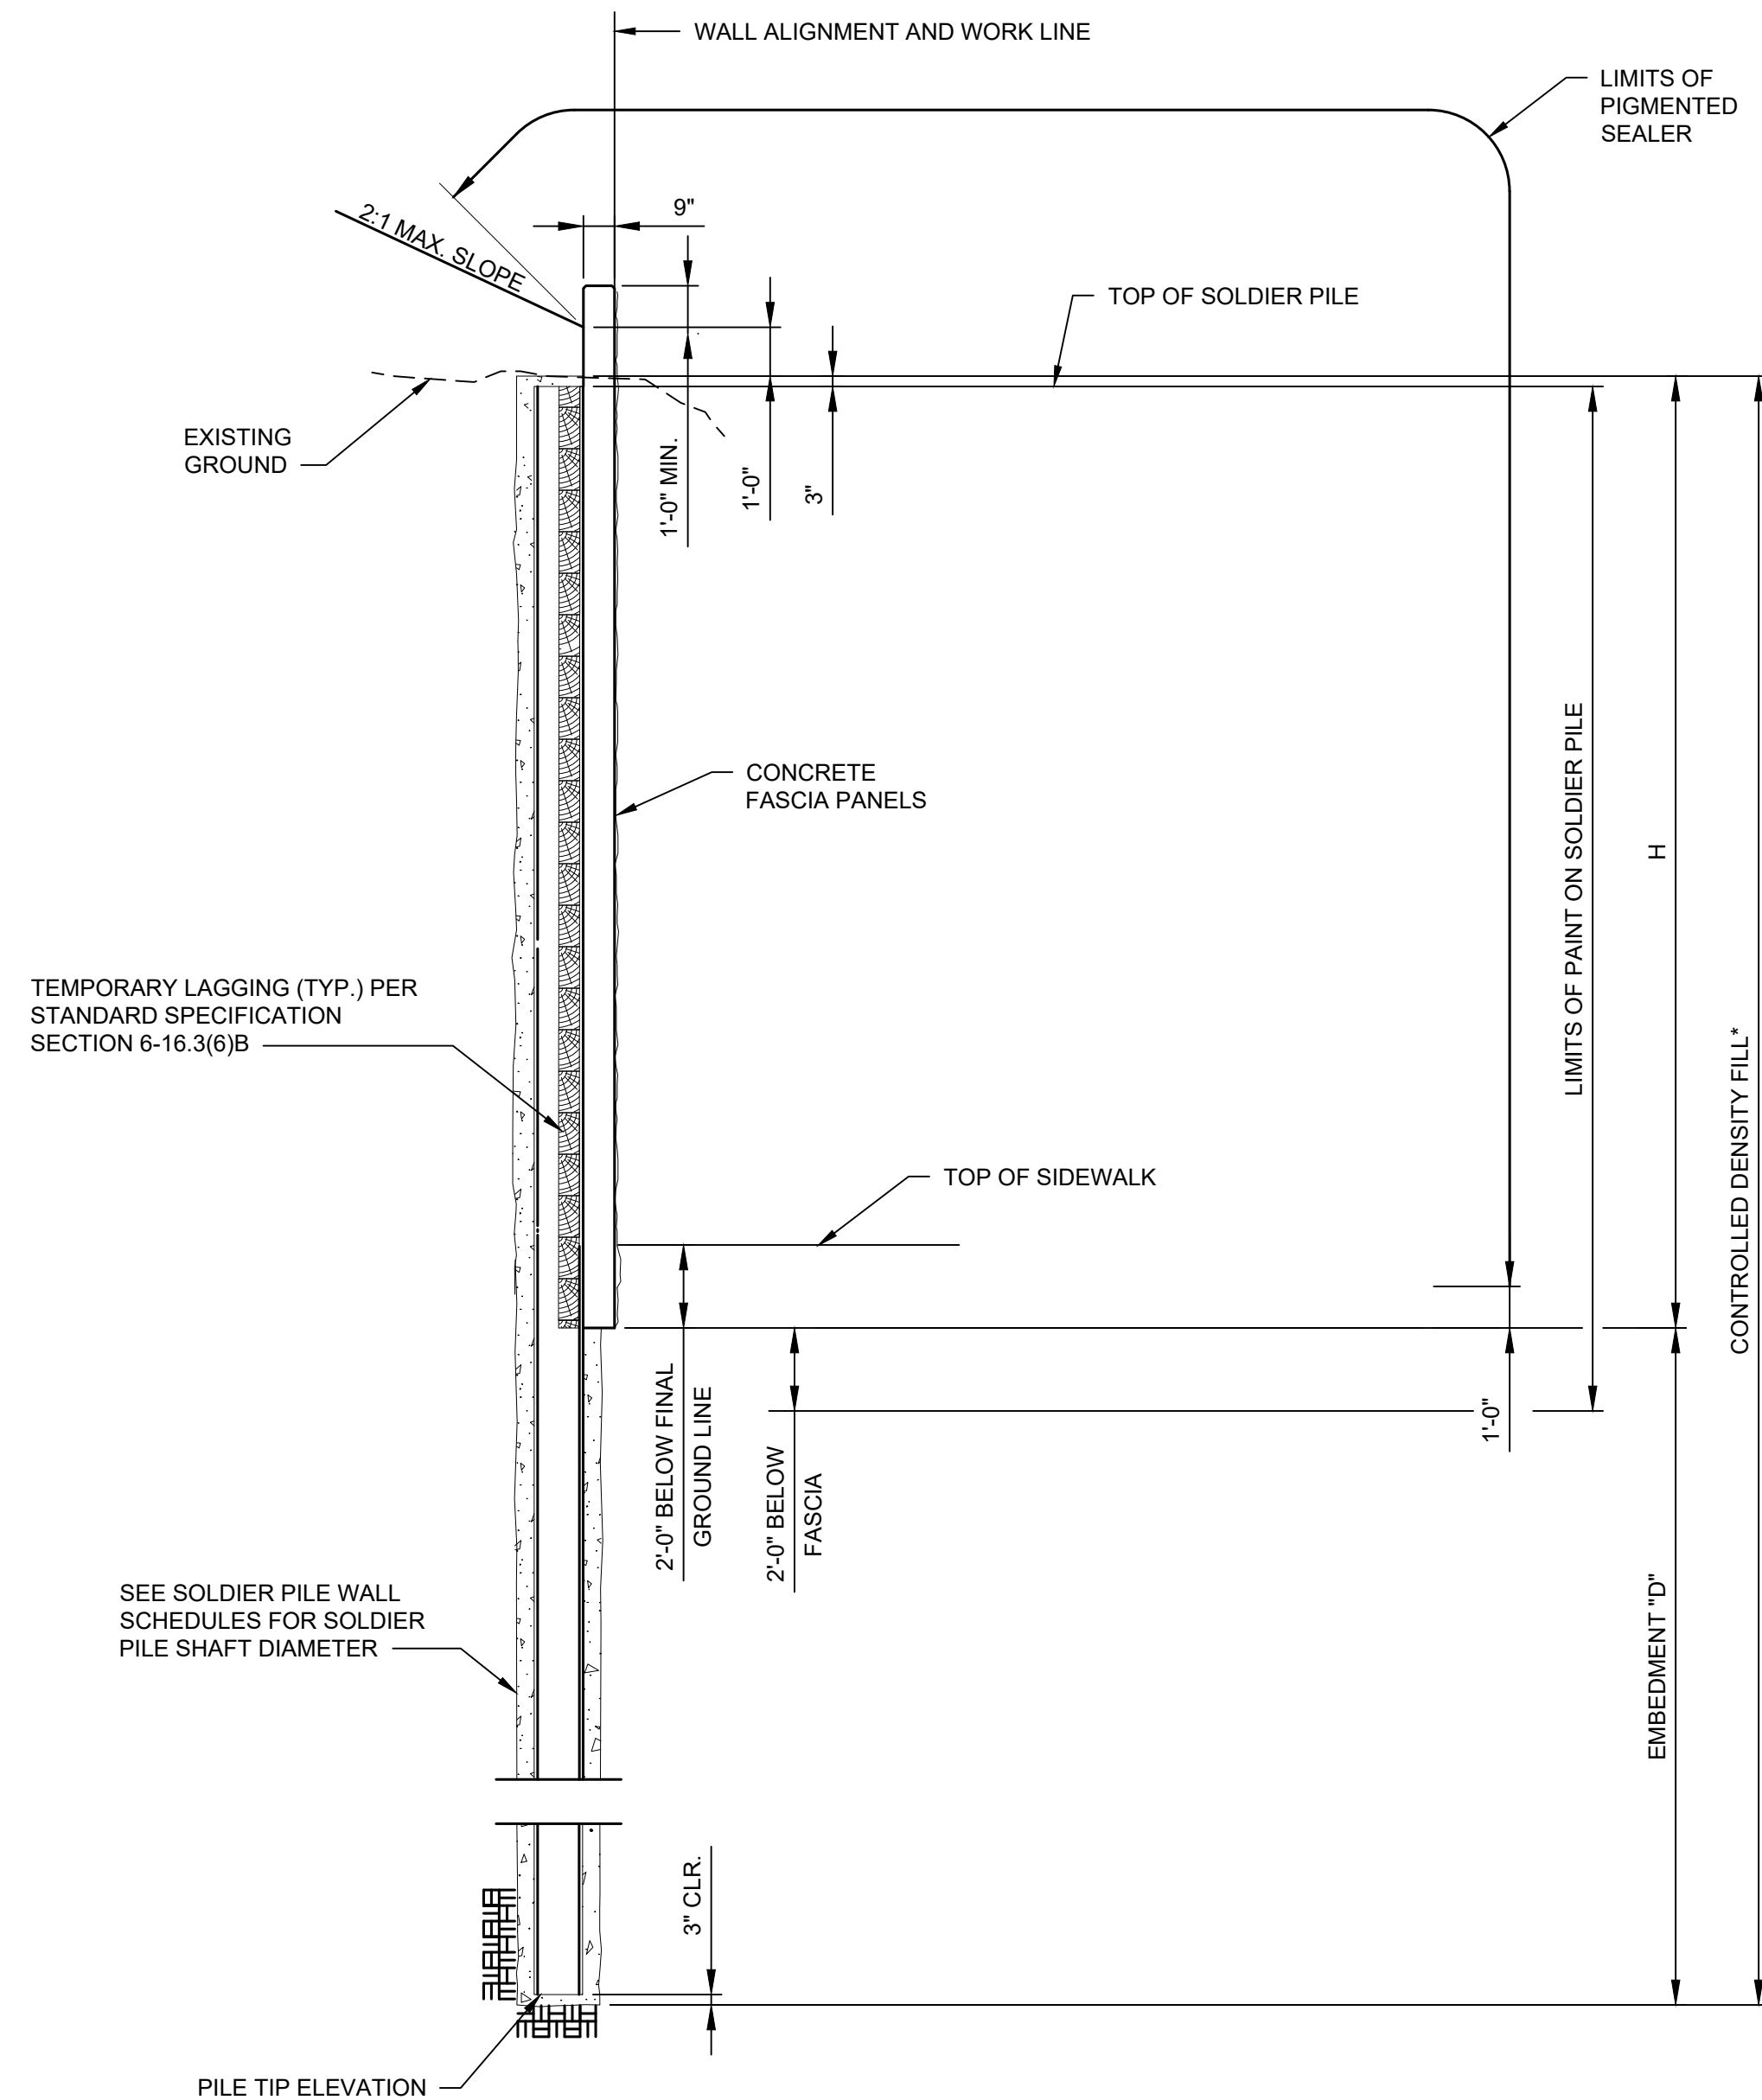 WALL ALIGNMENT AND WORK LINE
LIMITS OF
PIGMENTED
SEALER
2:1 MAX. SLOPE
9"
TOP OF SOLDIER PILE
EXISTING
GROUND
1'-0" MIN.
1'-0"
3"
CONCRETE
FASCIA PANELS
LIMITS OF PAINT ON SOLDIER PILE
H
CONTROLLED DENSITY FILL*
TEMPORARY LAGGING (TYP.) PER
STANDARD SPECIFICATION
SECTION 6-16.3(6)B
TOP OF SIDEWALK
2'-0" BELOW FINAL
GROUND LINE
2'-0" BELOW
FASCIA
1'-0"
SEE SOLDIER PILE WALL
SCHEDULES FOR SOLDIER
PILE SHAFT DIAMETER
EMBEDMENT "D"
3" CLR.
PILE TIP ELEVATION